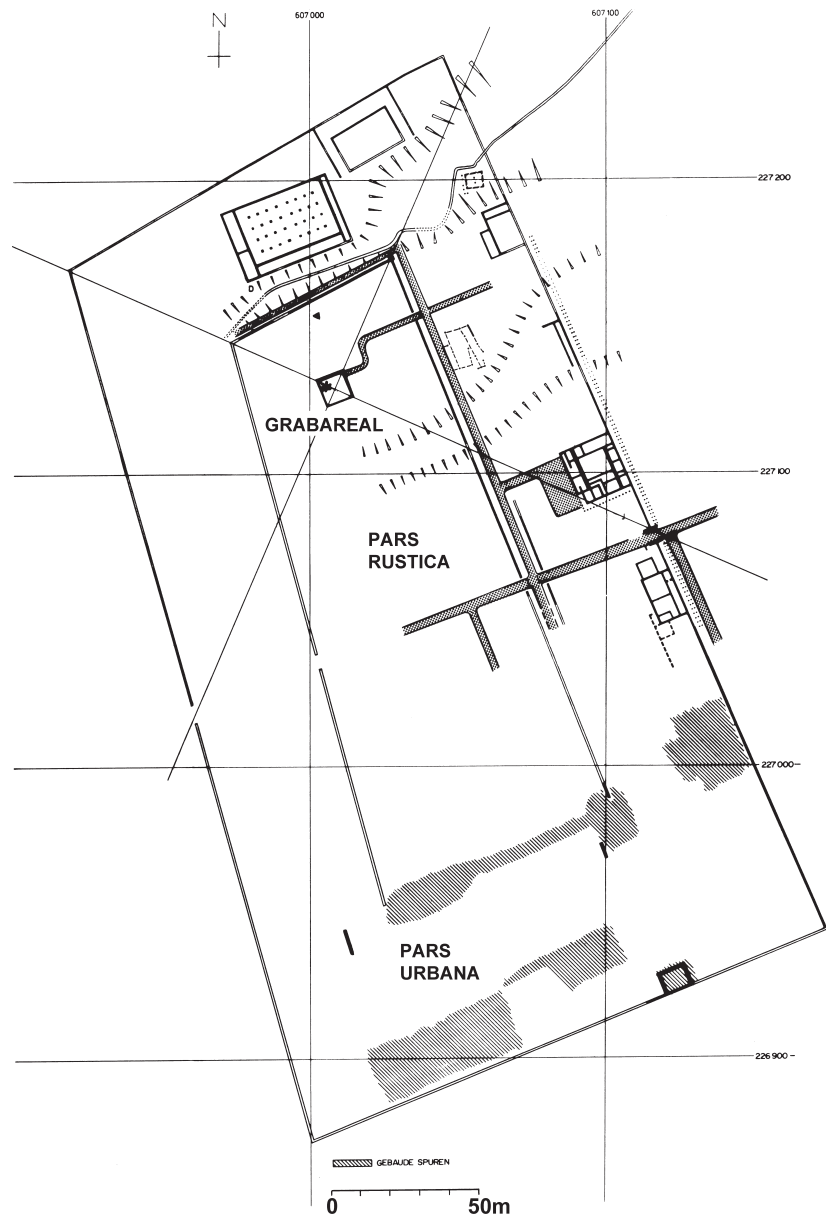 N
607 000
607 100
227 200
GRABAREAL
227 100
PARS
RUSTICA
227 000
PARS
URBANA
226 900
GEBAUDE SPUREN
0 50m